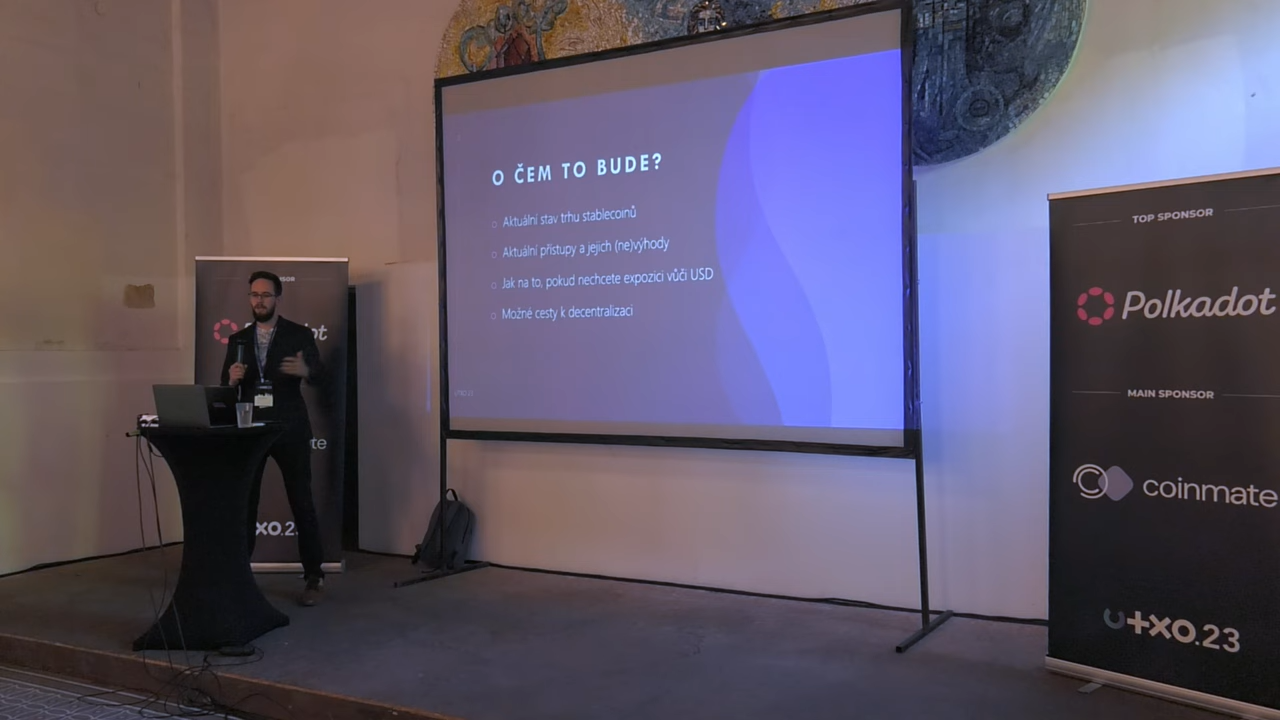 O ČEM TO BUDE?
Aktuální stav trhu stablecoinů
Aktuální přístupy a jejich (ne)výhody
Jak na to, pokud nechcete expozici vůči USD
Možné cesty k decentralizaci
TOP SPONSOR
Polkadot
MAIN SPONSOR
coinmate
utxo.23